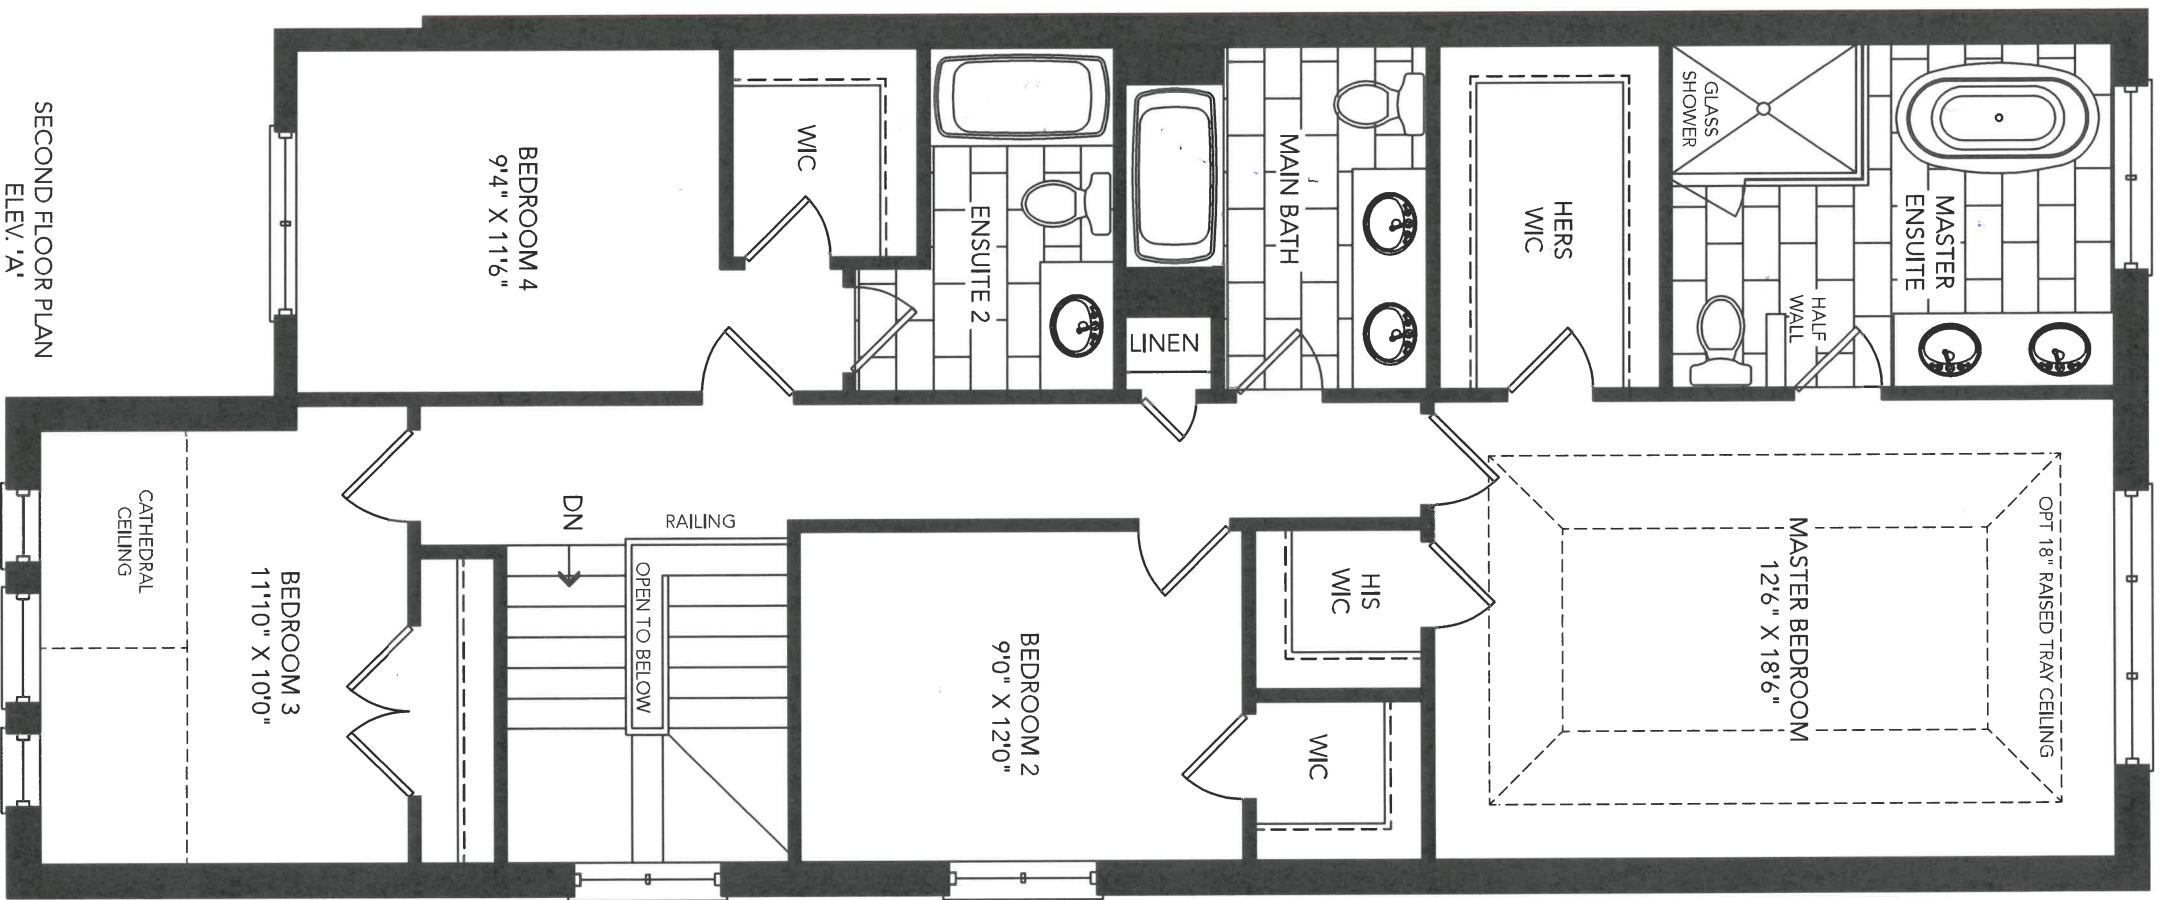 OPT 18" RAISED TRAY CEILING
MASTER
ENSUITE
GLASS
SHOWER
HALF
WALL
MASTER BEDROOM
12'6" X 18'6"
HERS
WIC
HIS
WIC
WIC
MAIN BATH
LINEN
BEDROOM 2
9'0" X 12'0"
ENSUITE 2
WIC
RAILING
OPEN TO BELOW
DN
BEDROOM 4
9'4" X 11'6"
BEDROOM 3
11'10" X 10'0"
CATHEDRAL
CEILING
SECOND FLOOR PLAN
ELEV. 'A'